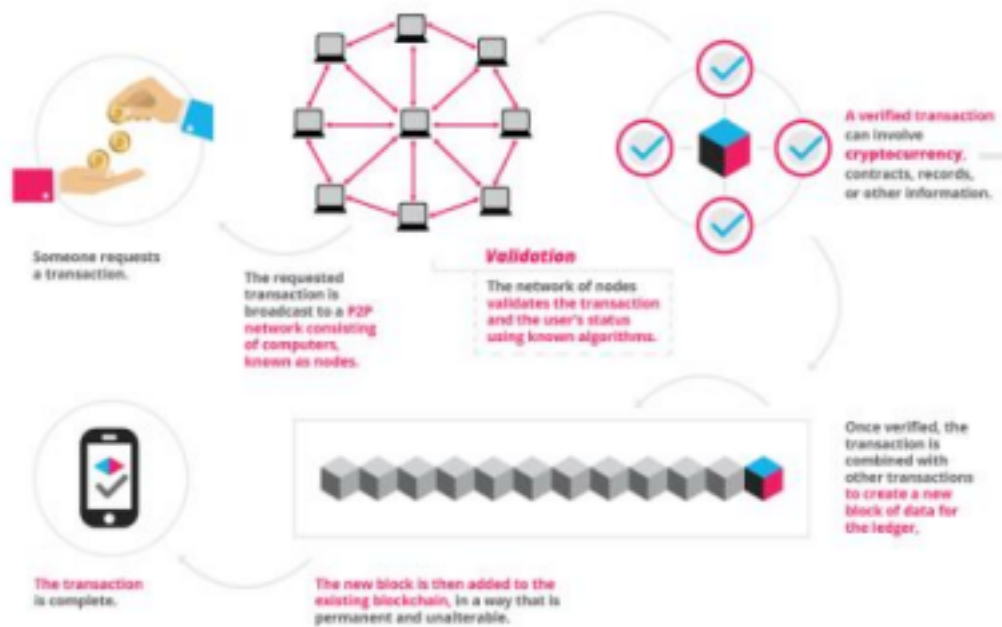 Someone requests
a transaction.
The requested
transaction is
broadcast to a P2P
network consisting
of computers,
known as nodes.
Validation
The network of nodes
validates the transaction
and the user's status
using known algorithms.
A verified transaction
can involve
cryptocurrency,
contracts, records,
or other information.
Once verified, the
transaction is
combined with
other transactions
to create a new
block of data for
the ledger.
The new block is then added to the
existing blockchain, in a way that is
permanent and unalterable.
The transaction
is complete.